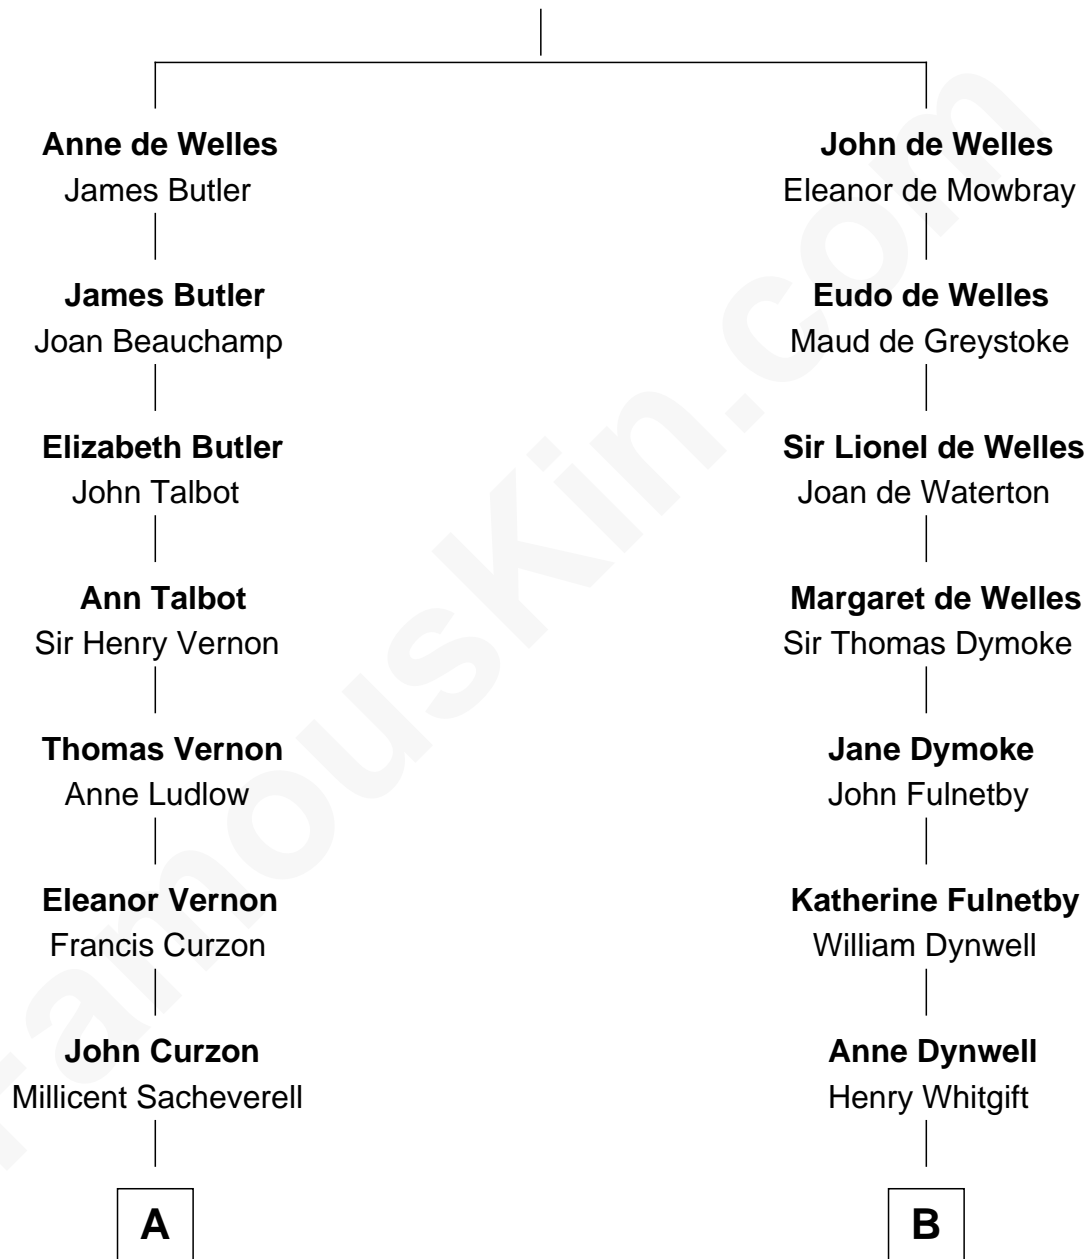 Anne de Welles
James Butler
James Butler
Joan Beauchamp
Elizabeth Butler
John Talbot
Ann Talbot
Sir Henry Vernon
Thomas Vernon
Anne Ludlow
Eleanor Vernon
Francis Curzon
John Curzon
Millicent Sacheverell
A
John de Welles
Eleanor de Mowbray
Eudo de Welles
Maud de Greystoke
Sir Lionel de Welles
Joan de Waterton
Margaret de Welles
Sir Thomas Dymoke
Jane Dymoke
John Fulnetby
Katherine Fulnetby
William Dynwell
Anne Dynwell
Henry Whitgift
B
FamousKin.com